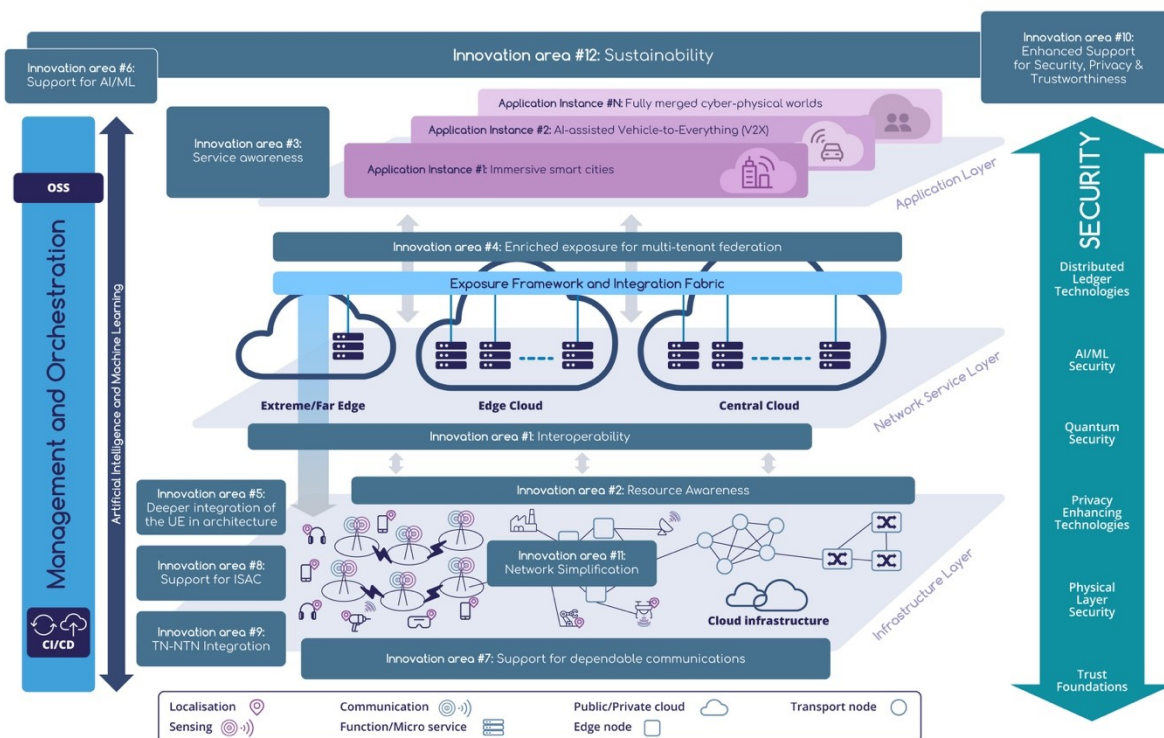 Innovation area #12: Sustainability
Innovation area #6:
Support for AI/ML
Innovation area #10:
Enhanced Support
for Security, Privacy &
Trustworthiness
Application Instance #N: Fully merged cyber-physical worlds
Application Instance #2: AI-assisted Vehicle-to-Everything (V2X)
Application Instance #1: Immersive smart cities
Innovation area #3:
Service awareness
Application Layer
OSS
Management and Orchestration
CI/CD
Artificial Intelligence and Machine Learning
Innovation area #4: Enriched exposure for multi-tenant federation
Exposure Framework and Integration Fabric
Extreme/Far Edge
Edge Cloud
Central Cloud
Network Service Layer
Innovation area #1: Interoperability
Innovation area #2: Resource Awareness
Innovation area #5:
Deeper integration of
the UE in architecture
Innovation area #8:
Support for ISAC
Innovation area #9:
TN-NTN Integration
Innovation area #11:
Network Simplification
Cloud infrastructure
Infrastructure Layer
Innovation area #7: Support for dependable communications
SECURITY
Distributed
Ledger
Technologies
AI/ML
Security
Quantum
Security
Privacy
Enhancing
Technologies
Physical
Layer
Security
Trust
Foundations
Localisation
Communication
Public/Private cloud
Transport node
Sensing
Function/Micro service
Edge node